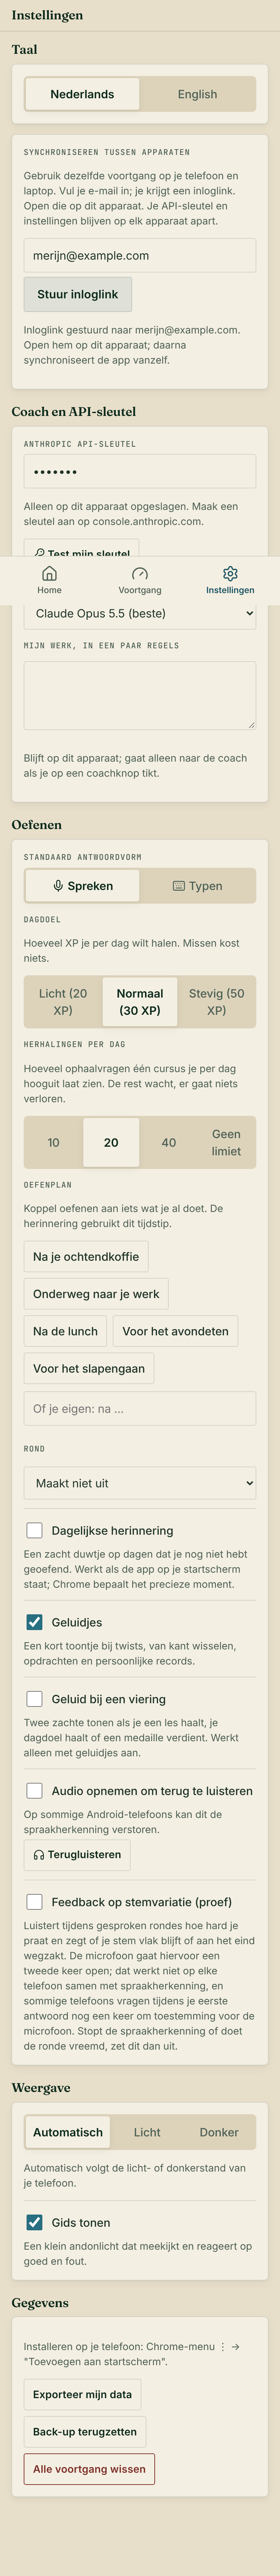 Instellingen
Taal
Nederlands
English
SYNCHRONISEREN TUSSEN APPARATEN
Gebruik dezelfde voortgang op je telefoon en
laptop. Vul je e-mail in; je krijgt een inloglink.
Open die op dit apparaat. Je API-sleutel en
instellingen blijven op elk apparaat apart.
merijn@example.com
Stuur inloglink
Inloglink gestuurd naar merijn@example.com.
Open hem op dit apparaat; daarna
synchroniseert de app vanzelf.
Coach en API-sleutel
ANTHROPIC API-SLEUTEL
•••••••
Alleen op dit apparaat opgeslagen. Maak een
sleutel aan op console.anthropic.com.
Test mijn sleutel
Home
Voortgang
Instellingen
Claude Opus 5.5 (beste)
MIJN WERK, IN EEN PAAR REGELS
Blijft op dit apparaat; gaat alleen naar de coach
als je op een coachknop tikt.
Oefenen
STANDAARD ANTWOORDVORM
Spreken
Typen
DAGDOEL
Hoeveel XP je per dag wilt halen. Missen kost
niets.
Licht (20
XP)
Normaal
(30 XP)
Stevig (50
XP)
HERHALINGEN PER DAG
Hoeveel ophaalvragen één cursus je per dag
hooguit laat zien. De rest wacht, er gaat niets
verloren.
10
20
40
Geen
limiet
OEFENPLAN
Koppel oefenen aan iets wat je al doet. De
herinnering gebruikt dit tijdstip.
Na je ochtendkoffie
Onderweg naar je werk
Na de lunch
Voor het avondeten
Voor het slapengaan
Of je eigen: na ...
ROND
Maakt niet uit
Dagelijkse herinnering
Een zacht duwtje op dagen dat je nog niet hebt
geoefend. Werkt als de app op je startscherm
staat; Chrome bepaalt het precieze moment.
Geluidjes
Een kort toontje bij twists, van kant wisselen,
opdrachten en persoonlijke records.
Geluid bij een viering
Twee zachte tonen als je een les haalt, je
dagdoel haalt of een medaille verdient. Werkt
alleen met geluidjes aan.
Audio opnemen om terug te luisteren
Op sommige Android-telefoons kan dit de
spraakherkenning verstoren.
Terugluisteren
Feedback op stemvariatie (proef)
Luistert tijdens gesproken rondes hoe hard je
praat en zegt of je stem vlak blijft of aan het eind
wegzakt. De microfoon gaat hiervoor een
tweede keer open; dat werkt niet op elke
telefoon samen met spraakherkenning, en
sommige telefoons vragen tijdens je eerste
antwoord nog een keer om toestemming voor de
microfoon. Stopt de spraakherkenning of doet
de ronde vreemd, zet dit dan uit.
Weergave
Automatisch
Licht
Donker
Automatisch volgt de licht- of donkerstand van
je telefoon.
Gids tonen
Een klein andonlicht dat meekijkt en reageert op
goed en fout.
Gegevens
Installeren op je telefoon: Chrome-menu ⋮ →
"Toevoegen aan startscherm".
Exporteer mijn data
Back-up terugzetten
Alle voortgang wissen